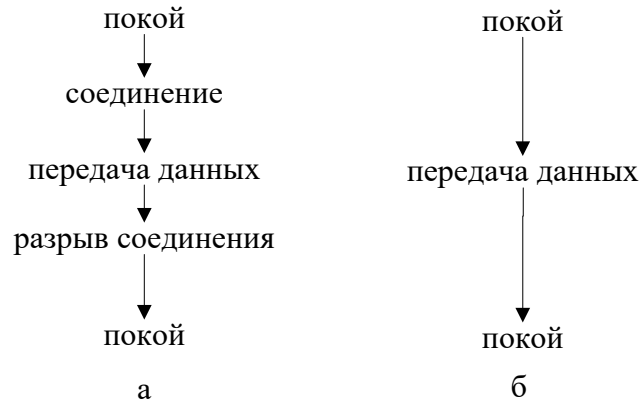 покой
соединение
передача данных
разрыв соединения
покой
а
покой
передача данных
покой
б